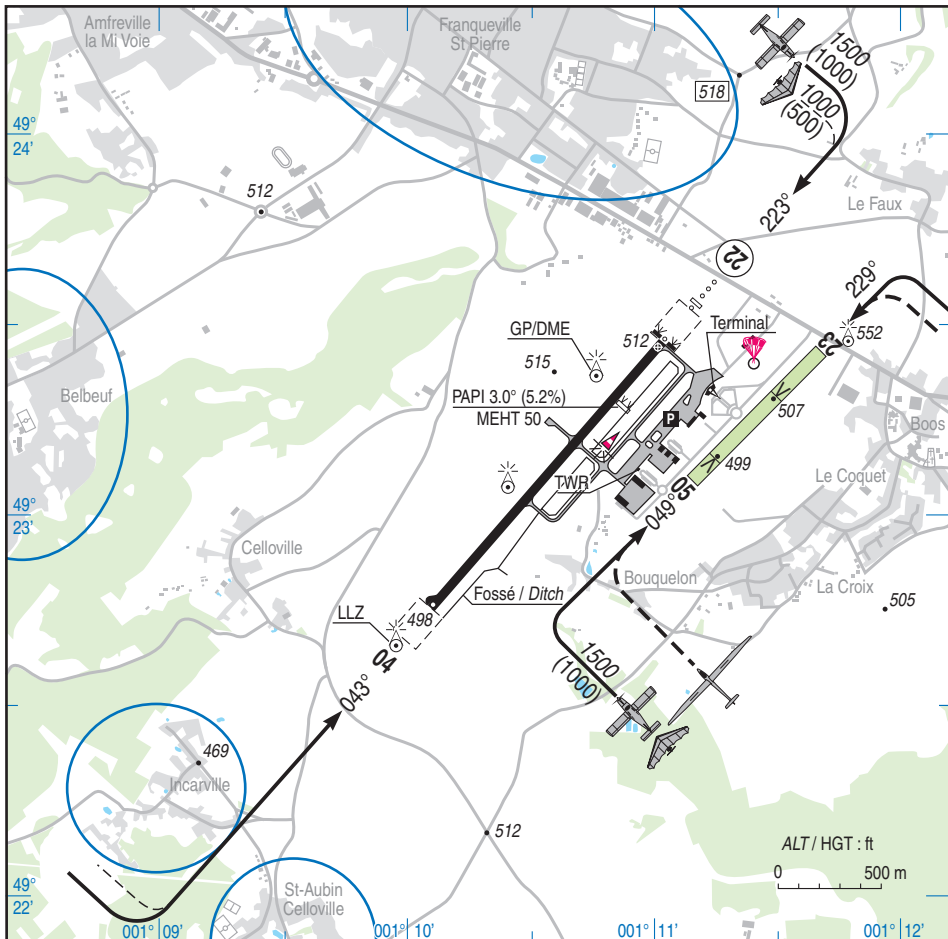 Amfreville
la Mi Voie
Franqueville
St Pierre
1500
(1000)
1000
(500)
518
49°
24'
512
223°
Le Faux
22
229°
GP/DME
512
Terminal
552
23
515
Belbeuf
PAPI 3.0° (5.2%)
MEHT 50
P
507
Boos
499
Le Coquet
TWR
05
049°
49°
23'
Celloville
Bouquelon
La Croix
Fossé / Ditch
505
LLZ
498
04
1500
(1000)
043°
469
Incarville
512
ALT / HGT : ft
0 500 m
49°
22'
St-Aubin
Celloville
001° 09'
001° 10'
001° 11'
001° 12'